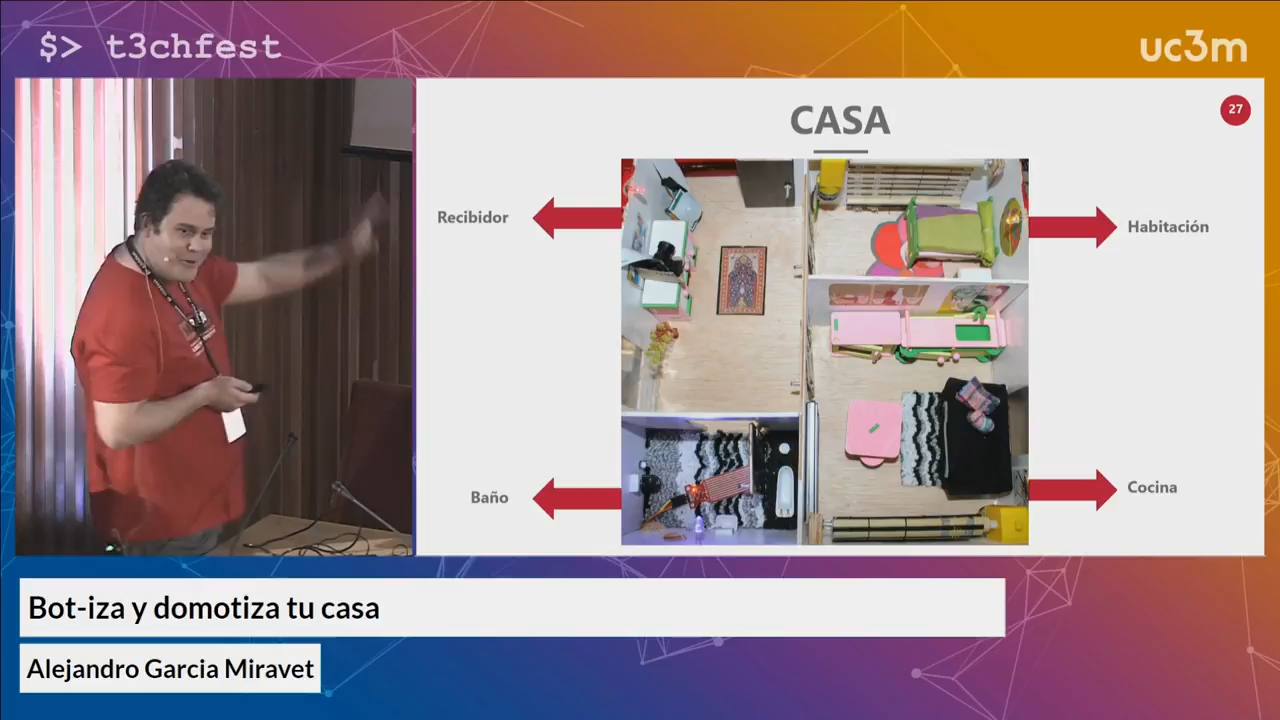 $> t3chfest
uc3m
CASA
27
Recibidor
Habitación
Baño
Cocina
Bot-iza y domotiza tu casa
Alejandro Garcia Miravet